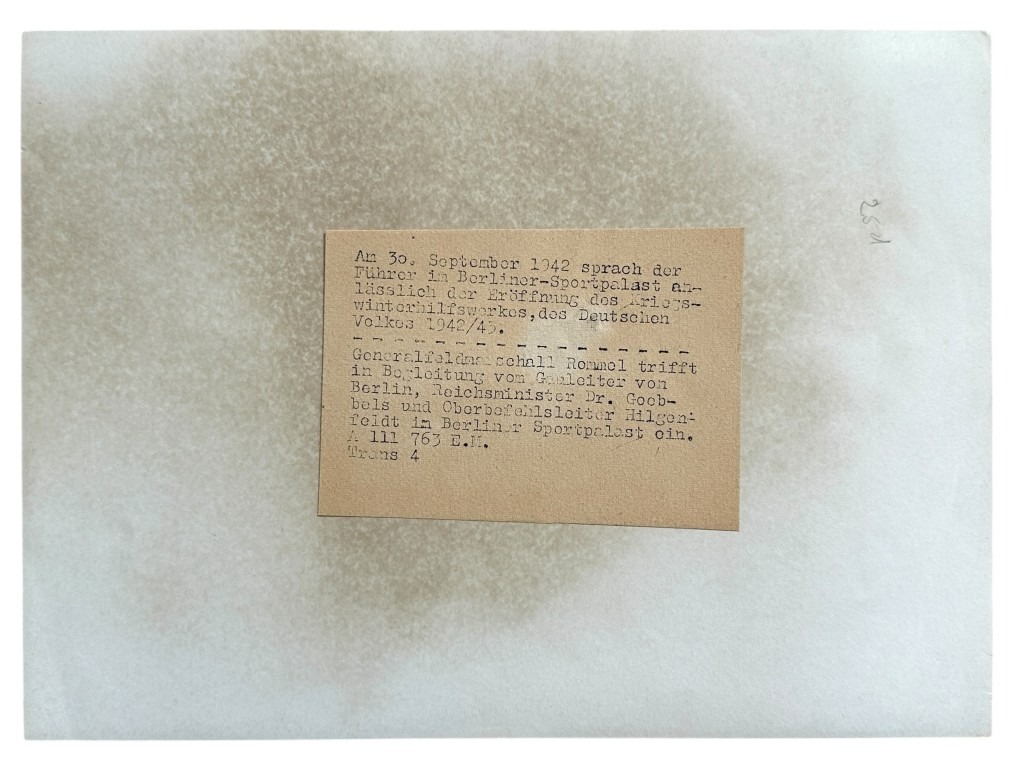 Am 30. September 1942 sprach der
Führer im Berliner-Sportpalast an-
lässlich der Eröffnung des Kriegs-
winterhilfswerkes,des Deutschen
Volkes 1942/43.
- - - - - - - - - - - - - - - - - -
Generalfeldmarschall Rommel trifft
in Begleitung vom Gauleiter von
Berlin, Reichsminister Dr. Goeb-
bels und Oberbefehlsleiter Hilgen-
feldt im Berliner Sportpalast ein.
A 111 763 E.M.
Trans 4